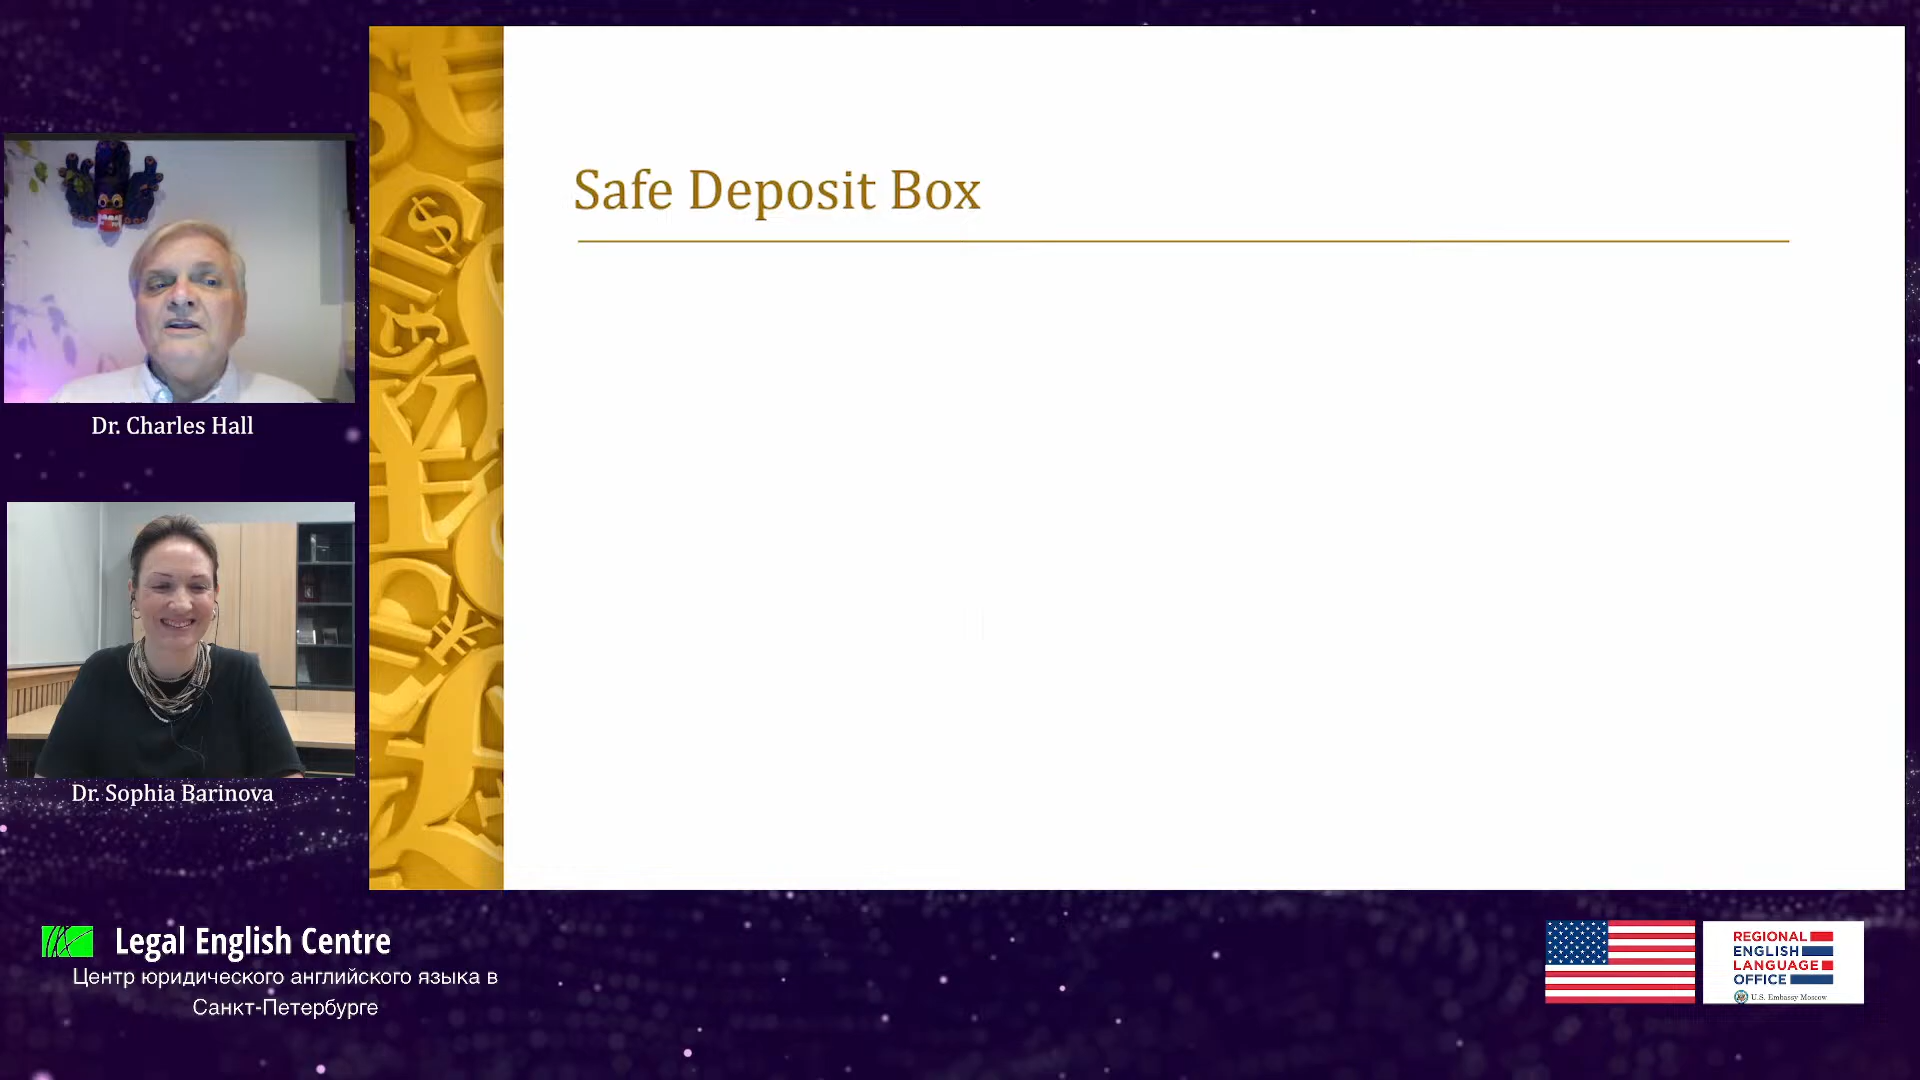 Safe Deposit Box
Dr. Charles Hall
Dr. Sophia Barinova
Legal English Centre
Центр юридического английского языка в
Санкт-Петербурге
REGIONAL
ENGLISH
LANGUAGE
OFFICE
U.S. Embassy Moscow